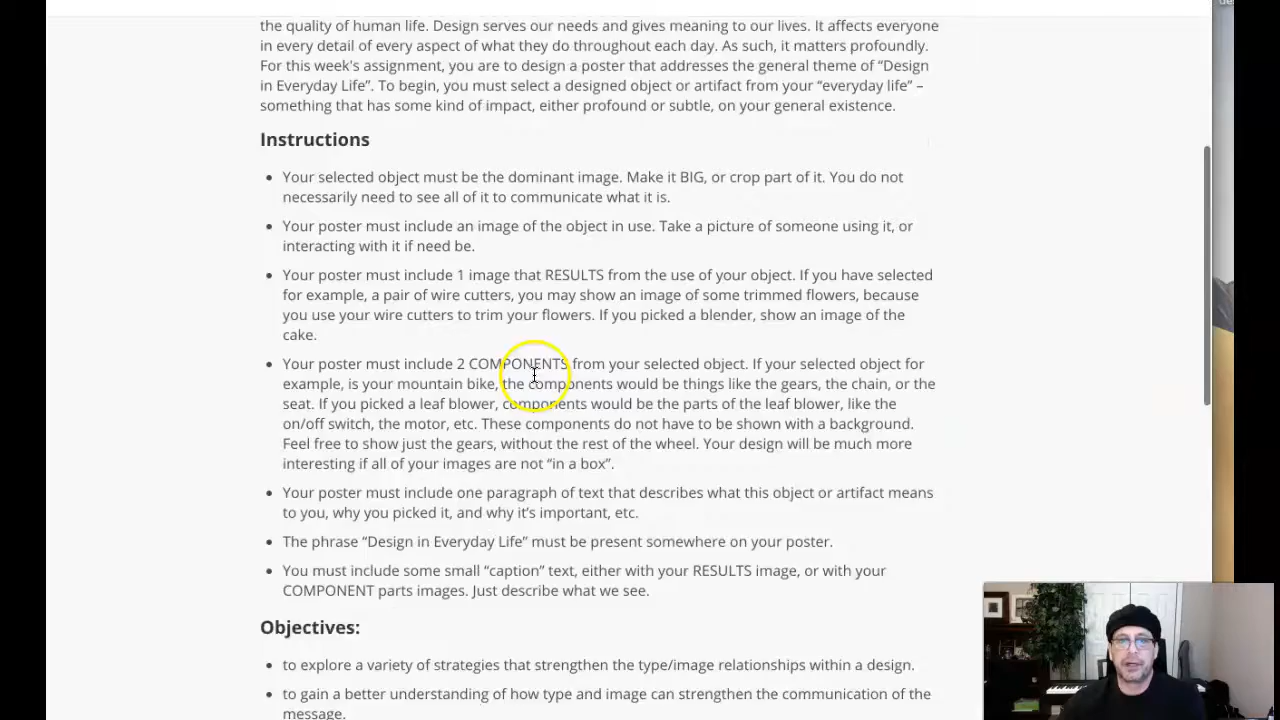 the quality of human life. Design serves our needs and gives meaning to our lives. It affects everyone
in every detail of every aspect of what they do throughout each day. As such, it matters profoundly.
For this week's assignment, you are to design a poster that addresses the general theme of “Design
in Everyday Life”. To begin, you must select a designed object or artifact from your “everyday life” –
something that has some kind of impact, either profound or subtle, on your general existence.
Instructions
Your selected object must be the dominant image. Make it BIG, or crop part of it. You do not
necessarily need to see all of it to communicate what it is.
Your poster must include an image of the object in use. Take a picture of someone using it, or
interacting with it if need be.
Your poster must include 1 image that RESULTS from the use of your object. If you have selected
for example, a pair of wire cutters, you may show an image of some trimmed flowers, because
you use your wire cutters to trim your flowers. If you picked a blender, show an image of the
cake.
Your poster must include 2 COMPONENTS from your selected object. If your selected object for
example, is your mountain bike, the components would be things like the gears, the chain, or the
seat. If you picked a leaf blower, components would be the parts of the leaf blower, like the
on/off switch, the motor, etc. These components do not have to be shown with a background.
Feel free to show just the gears, without the rest of the wheel. Your design will be much more
interesting if all of your images are not “in a box”.
Your poster must include one paragraph of text that describes what this object or artifact means
to you, why you picked it, and why it’s important, etc.
The phrase “Design in Everyday Life” must be present somewhere on your poster.
You must include some small “caption” text, either with your RESULTS image, or with your
COMPONENT parts images. Just describe what we see.
Objectives:
to explore a variety of strategies that strengthen the type/image relationships within a design.
to gain a better understanding of how type and image can strengthen the communication of the
message.